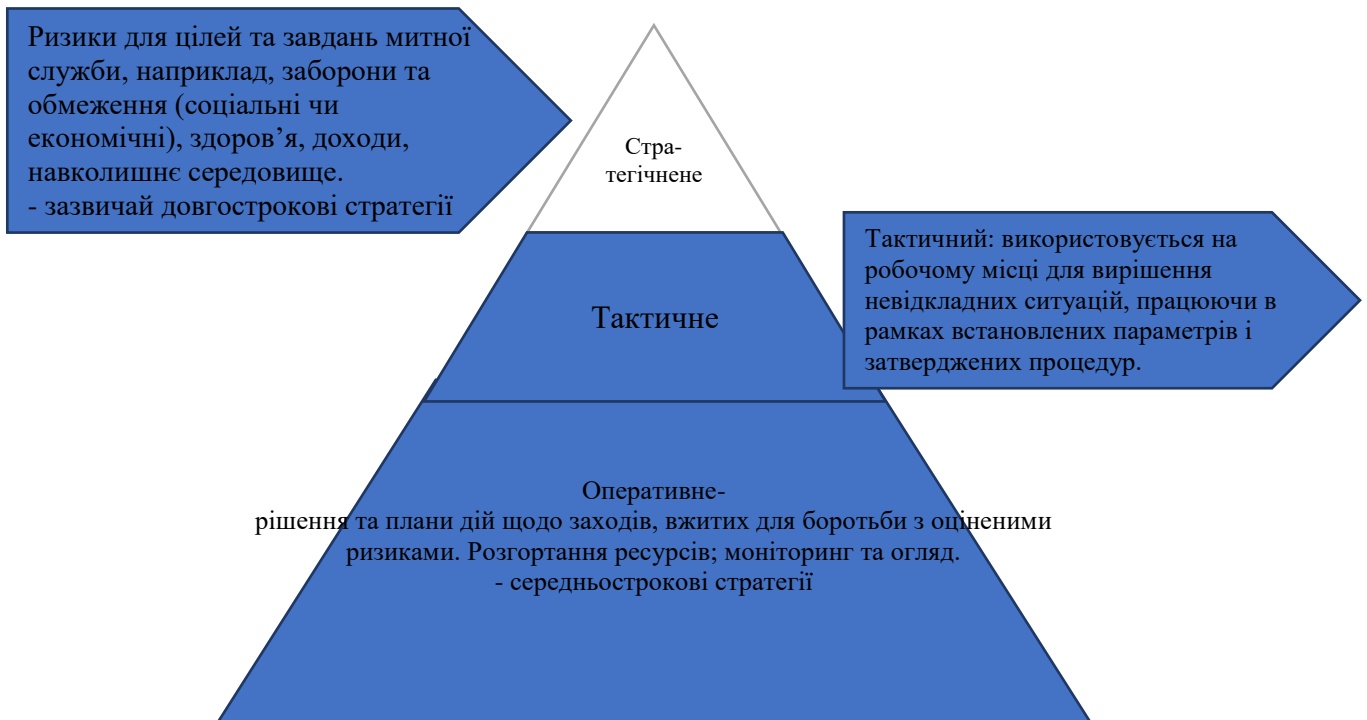 Ризики для цілей та завдань митної
служби, наприклад, заборони та
обмеження (соціальні чи
економічні), здоров’я, доходи,
навколишнє середовище.
- зазвичай довгострокові стратегії
Стра-
тегічнене
Тактичне
Тактичний: використовується на
робочому місці для вирішення
невідкладних ситуацій, працюючи в
рамках встановлених параметрів і
затверджених процедур.
Оперативне-
рішення та плани дій щодо заходів, вжитих для боротьби з оціненими
ризиками. Розгортання ресурсів; моніторинг та огляд.
- середньострокові стратегії